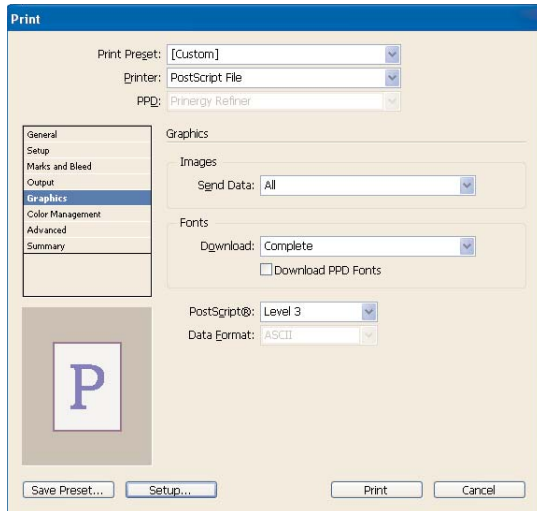 Print
Print Preset: [Custom]
Printer: PostScript File
PPD: Prinergy Refiner
General
Setup
Marks and Bleed
Output
Graphics
Color Management
Advanced
Summary
Graphics
Images
Send Data: All
Fonts
Download: Complete
Download PPD Fonts
PostScript®: Level 3
Data Format: ASCII
P
Save Preset... Setup... Print Cancel